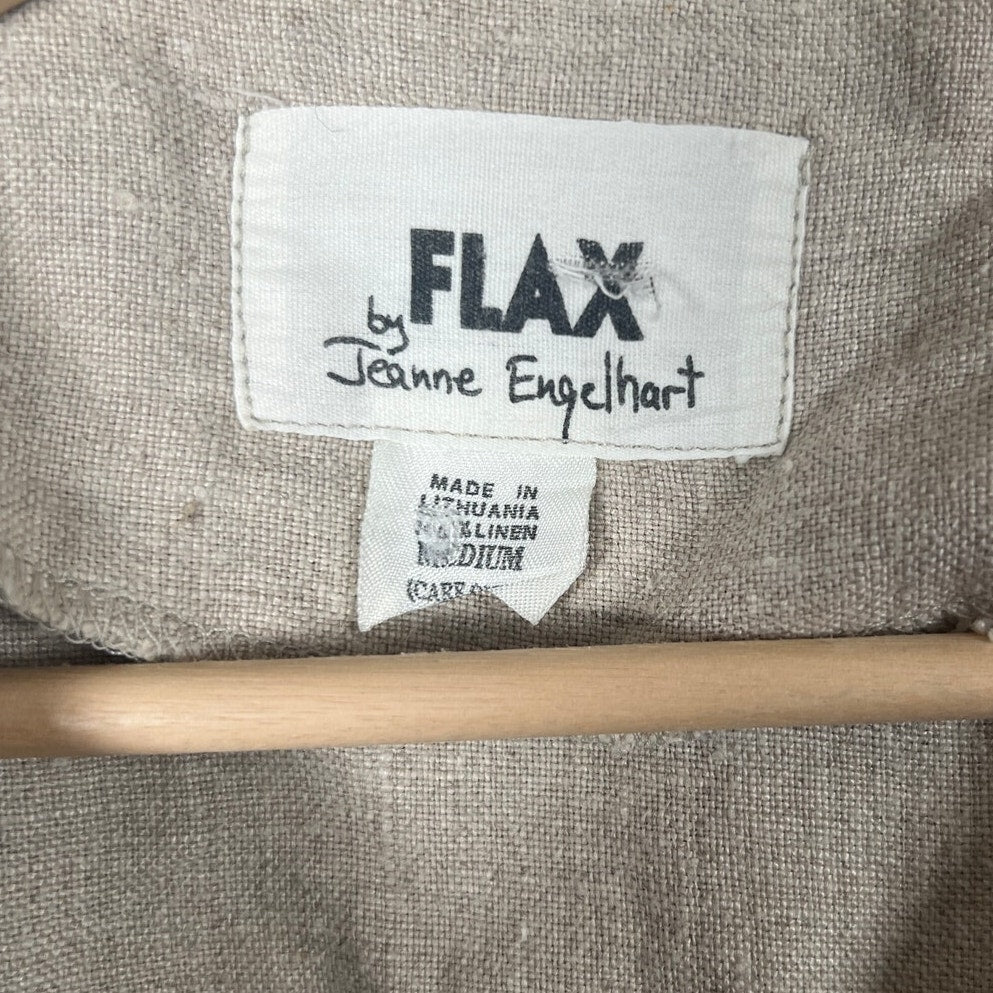 FLAX
by
Jeanne Engelhart
MADE IN
LITHUANIA
LINEN
MEDIUM